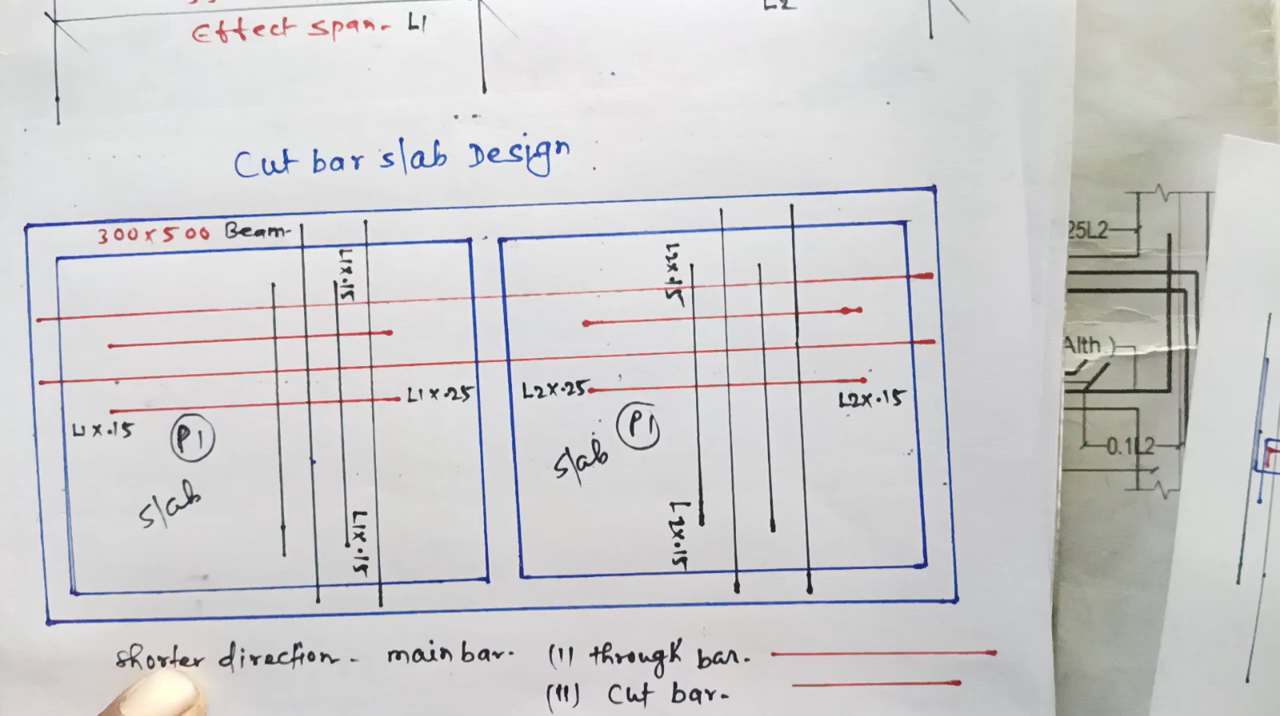 Effect span. L1
L2
Cut bar slab Design
300x500 Beam.
L1x.15
L2x.15
L1x.25
L2x.25
L2x.15
L1x.15
P1
slab
P1
slab
L1x.15
L2x.15
shorter direction. main bar. (I) through bar.
(II) Cut bar.
25L2
Alth.)
0.1L2